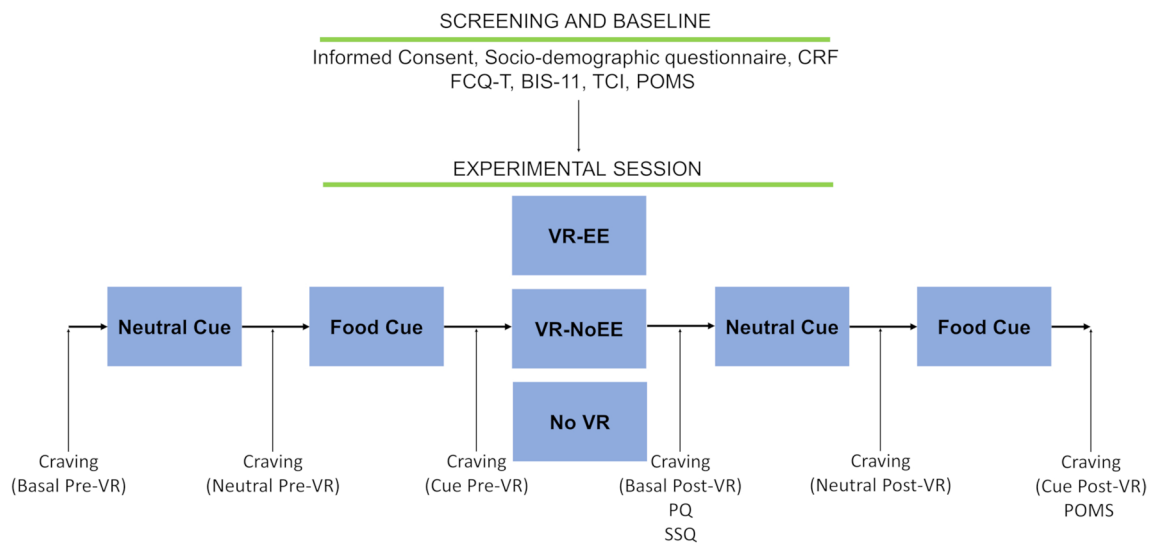 SCREENING AND BASELINE
Informed Consent, Socio-demographic questionnaire, CRF
FCQ-T, BIS-11, TCI, POMS
EXPERIMENTAL SESSION
VR-EE
Neutral Cue
Food Cue
VR-NoEE
Neutral Cue
Food Cue
No VR
Craving
(Basal Pre-VR)
Craving
(Neutral Pre-VR)
Craving
(Cue Pre-VR)
Craving
(Basal Post-VR)
PQ
SSQ
Craving
(Neutral Post-VR)
Craving
(Cue Post-VR)
POMS